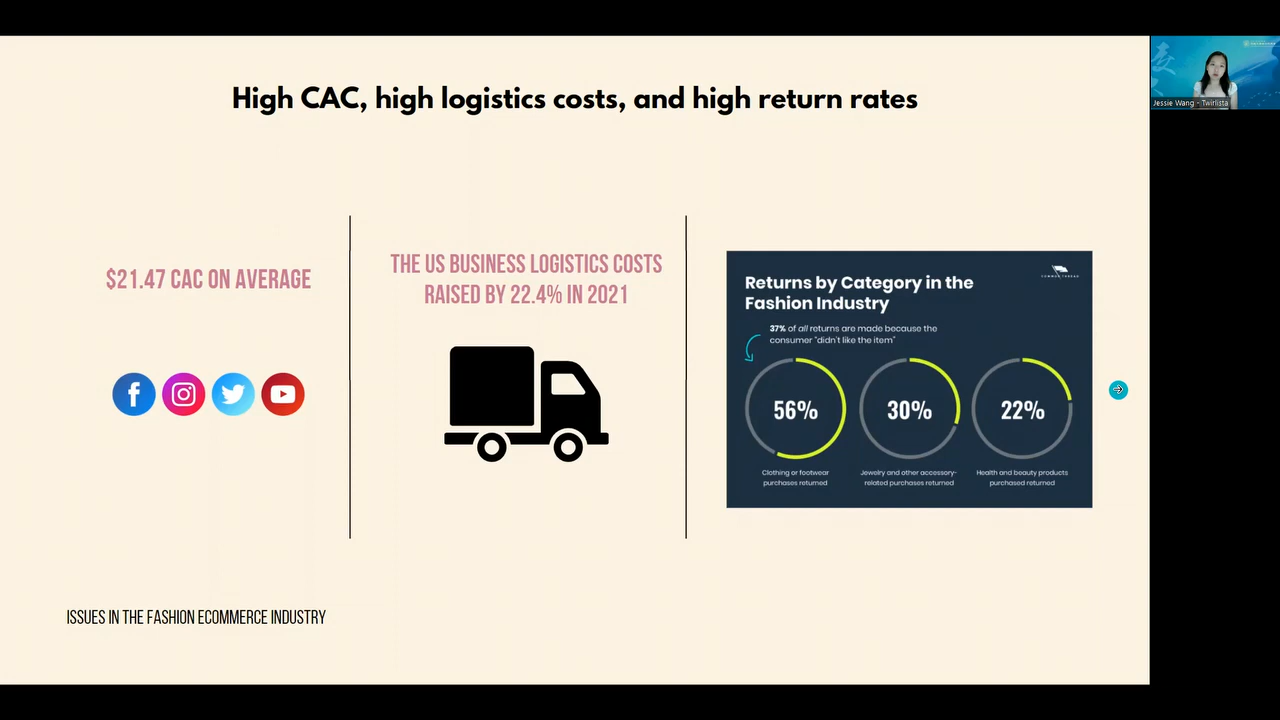 High CAC, high logistics costs, and high return rates
$21.47 CAC ON AVERAGE
THE US BUSINESS LOGISTICS COSTS
RAISED BY 22.4% IN 2021
Returns by Category in the
Fashion Industry
37% of all returns are made because the
consumer "didn't like the item"
56%
30%
22%
Clothing or footwear
purchases returned
Jewelry and other accessory-
related purchases returned
Health and beauty products
purchased returned
ISSUES IN THE FASHION ECOMMERCE INDUSTRY
Jessie Wang - Twirlista